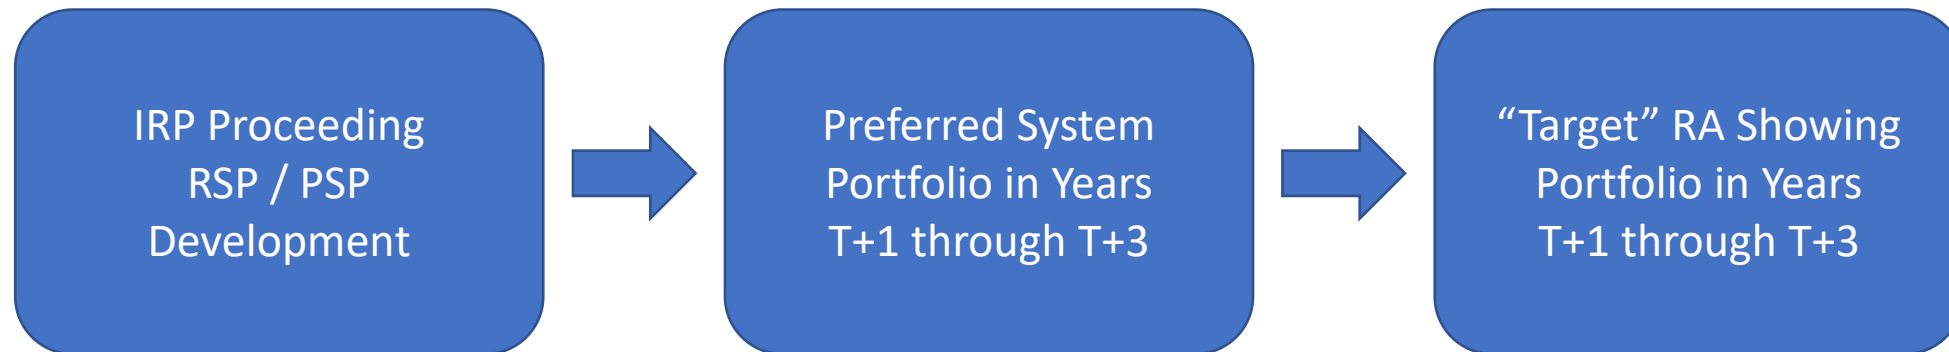 IRP Proceeding
RSP / PSP
Development
Preferred System
Portfolio in Years
T+1 through T+3
“Target” RA Showing
Portfolio in Years
T+1 through T+3